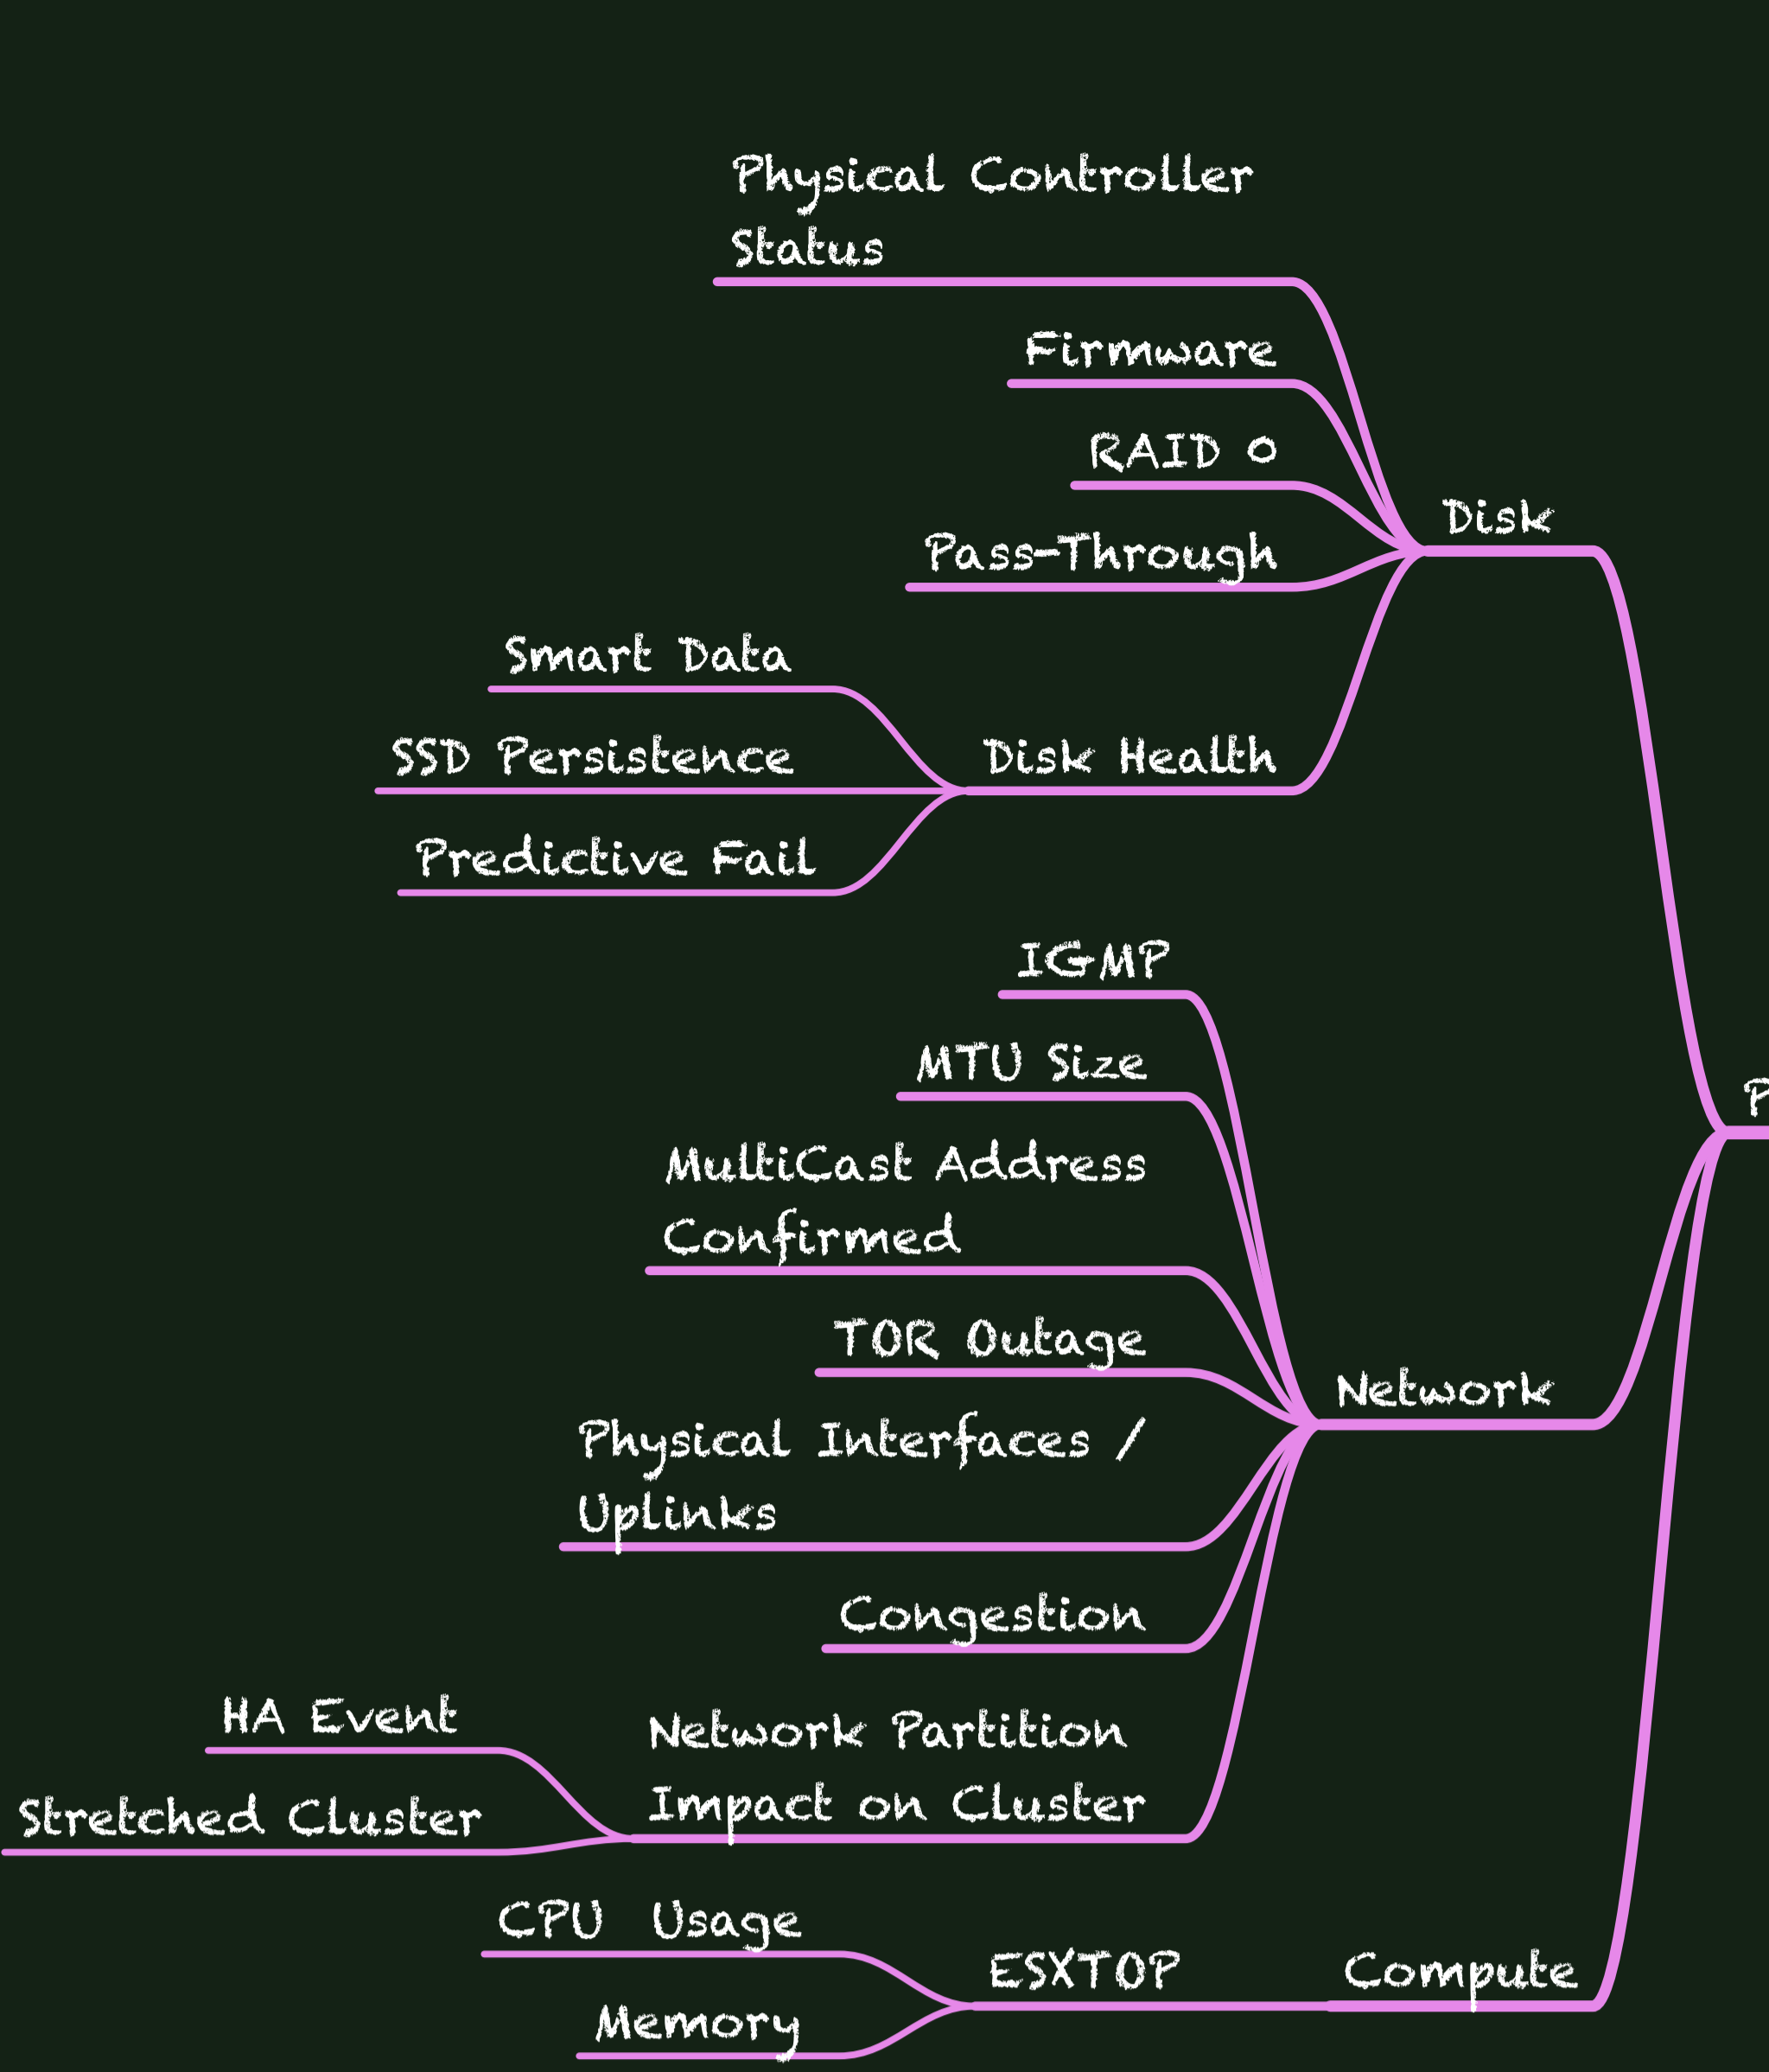 Physical Controller
Status
Firmware
RAID 0
Disk
Pass-Through
Smart Data
SSD Persistence
Disk Health
Predictive Fail
IGMP
MTU Size
MultiCast Address
Confirmed
TOR Outage
Network
Physical Interfaces /
Uplinks
Congestion
HA Event
Network Partition
Impact on Cluster
Stretched Cluster
CPU  Usage
ESXTOP
Compute
Memory